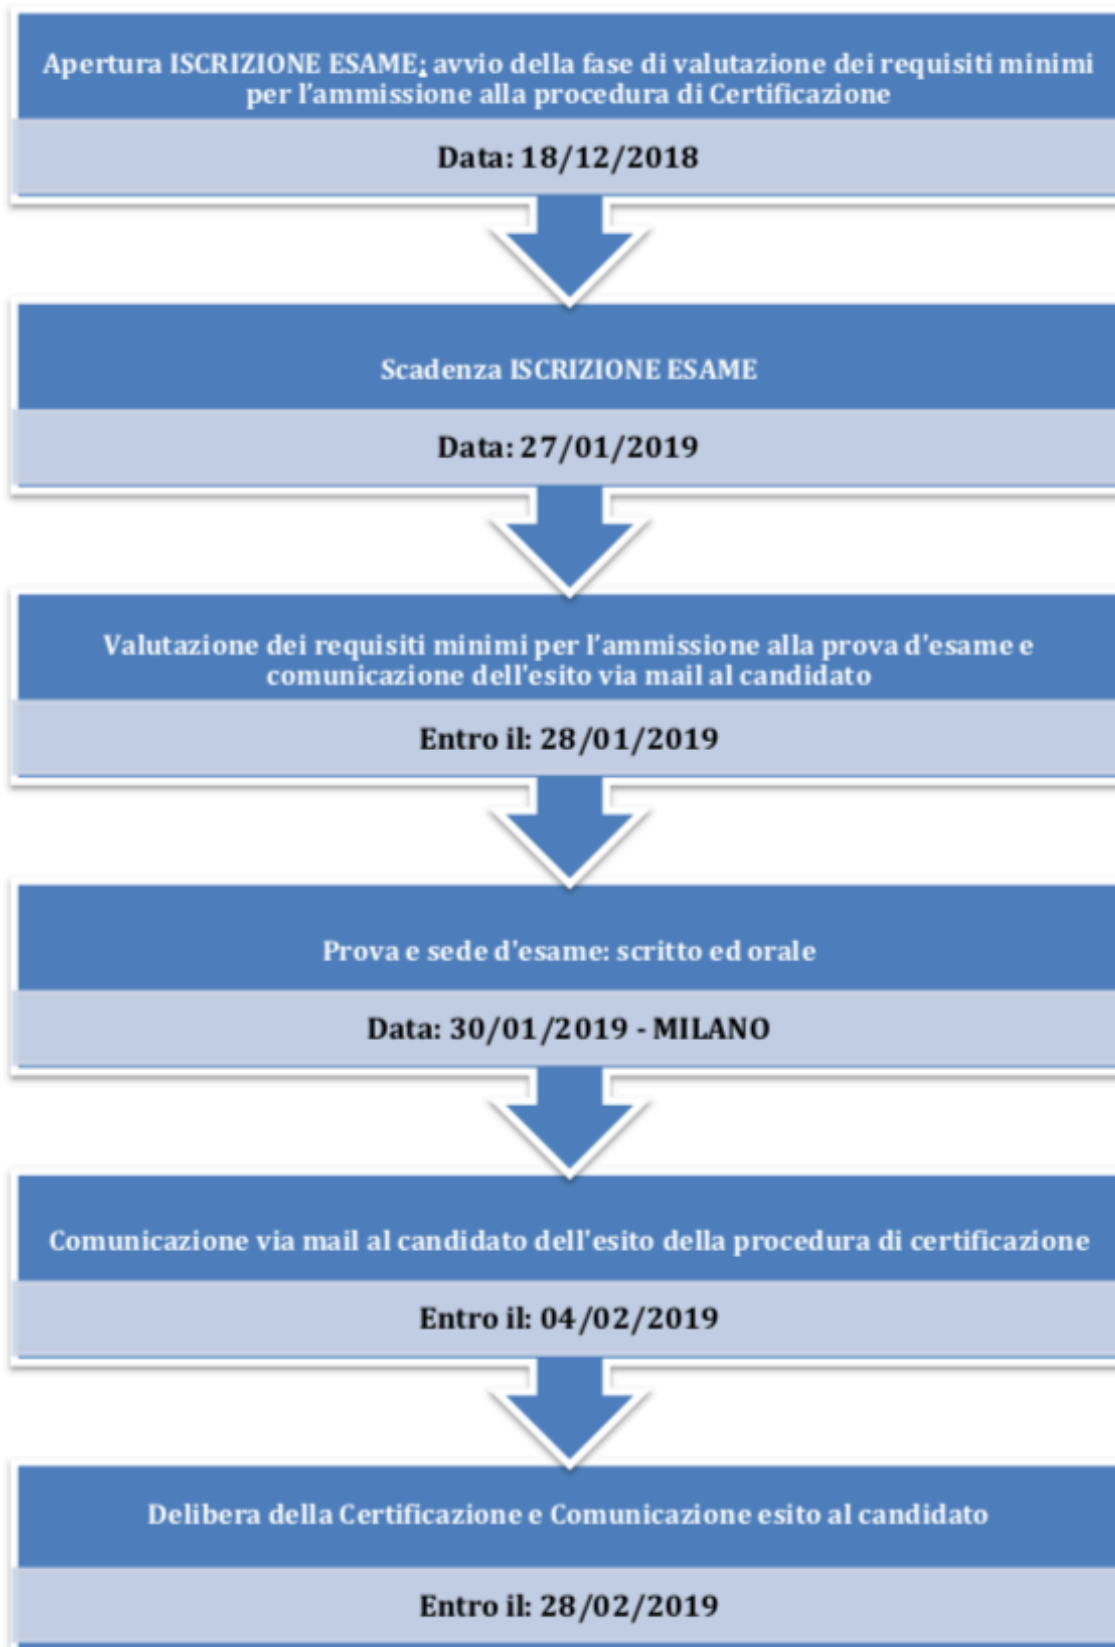 Apertura ISCRIZIONE ESAME; avvio della fase di valutazione dei requisiti minimi
per l'ammissione alla procedura di Certificazione
Data: 18/12/2018
Scadenza ISCRIZIONE ESAME
Data: 27/01/2019
Valutazione dei requisiti minimi per l'ammissione alla prova d'esame e
comunicazione dell'esito via mail al candidato
Entro il: 28/01/2019
Prova e sede d'esame: scritto ed orale
Data: 30/01/2019 - MILANO
Comunicazione via mail al candidato dell'esito della procedura di certificazione
Entro il: 04/02/2019
Delibera della Certificazione e Comunicazione esito al candidato
Entro il: 28/02/2019